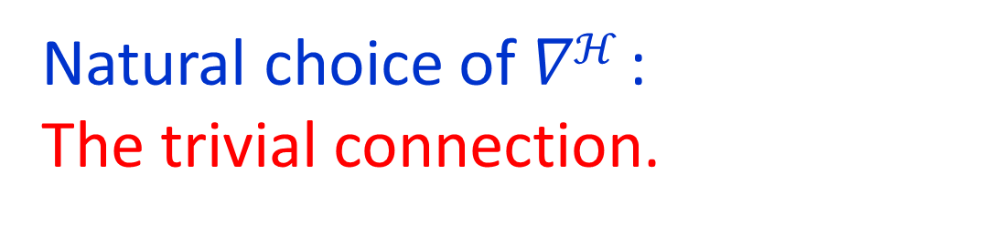 Natural choice of ∇^ℋ :
The trivial connection.